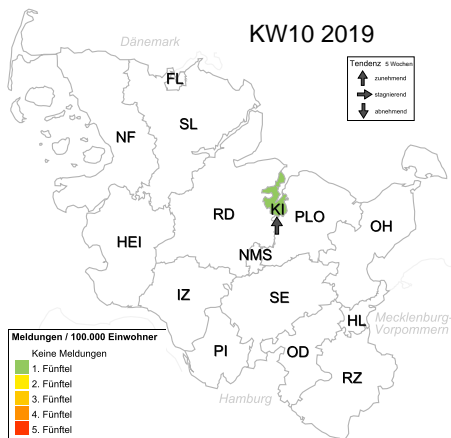 KW10 2019
Dänemark
Tendenz 5 Wochen
zunehmend
stagnierend
abnehmend
FL
SL
NF
KI
RD
PLO
OH
HEI
NMS
IZ
SE
HL
Mecklenburg-
Vorpommern
PI
OD
RZ
Hamburg
Meldungen / 100.000 Einwohner
Keine Meldungen
1. Fünftel
2. Fünftel
3. Fünftel
4. Fünftel
5. Fünftel